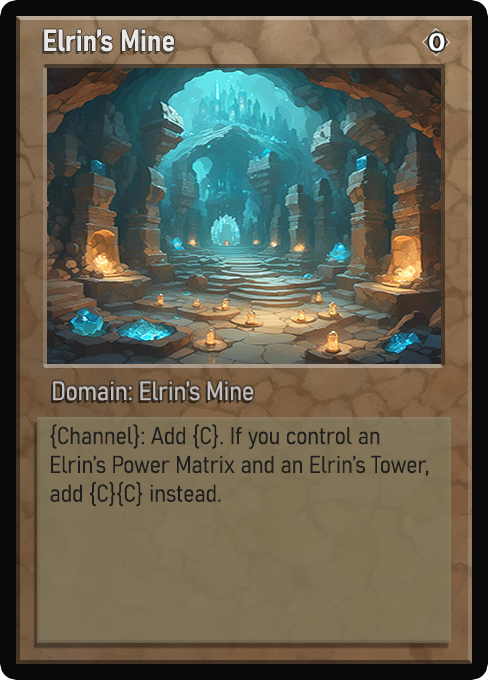 Elrin's Mine
0
Domain: Elrin's Mine
{Channel}: Add {C}. If you control an
Elrin's Power Matrix and an Elrin's Tower,
add {C}{C} instead.